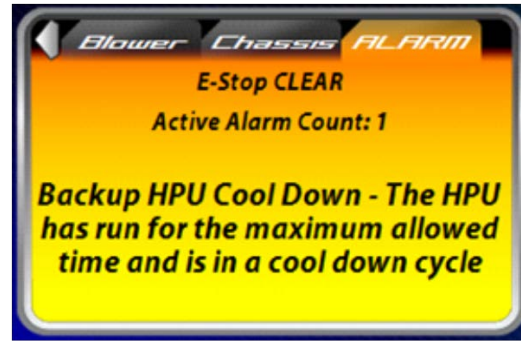 Blower Chassis ALARM
E-Stop CLEAR
Active Alarm Count: 1
Backup HPU Cool Down - The HPU
has run for the maximum allowed
time and is in a cool down cycle